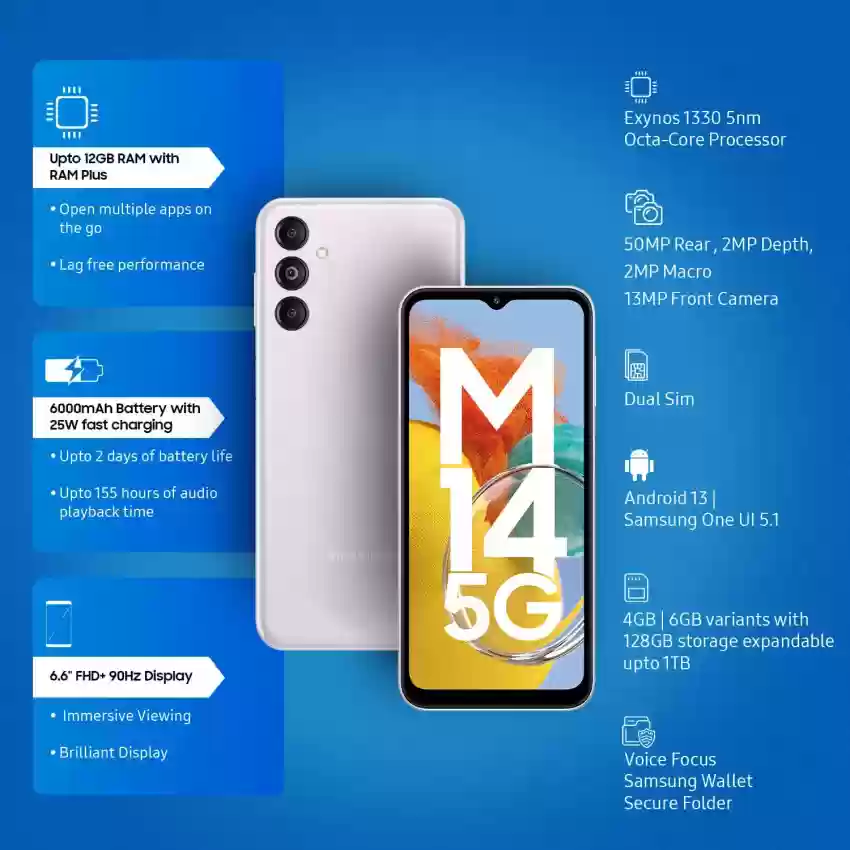 Upto 12GB RAM with
RAM Plus
• Open multiple apps on
the go
• Lag free performance
6000mAh Battery with
25W fast charging
• Upto 2 days of battery life
• Upto 155 hours of audio
playback time
6.6" FHD+ 90Hz Display
• Immersive Viewing
• Brilliant Display
SAMSUNG
M
14
5G
Exynos 1330 5nm
Octa-Core Processor
50MP Rear , 2MP Depth,
2MP Macro
13MP Front Camera
Dual Sim
Android 13 |
Samsung One UI 5.1
4GB | 6GB variants with
128GB storage expandable
upto 1TB
Voice Focus
Samsung Wallet
Secure Folder